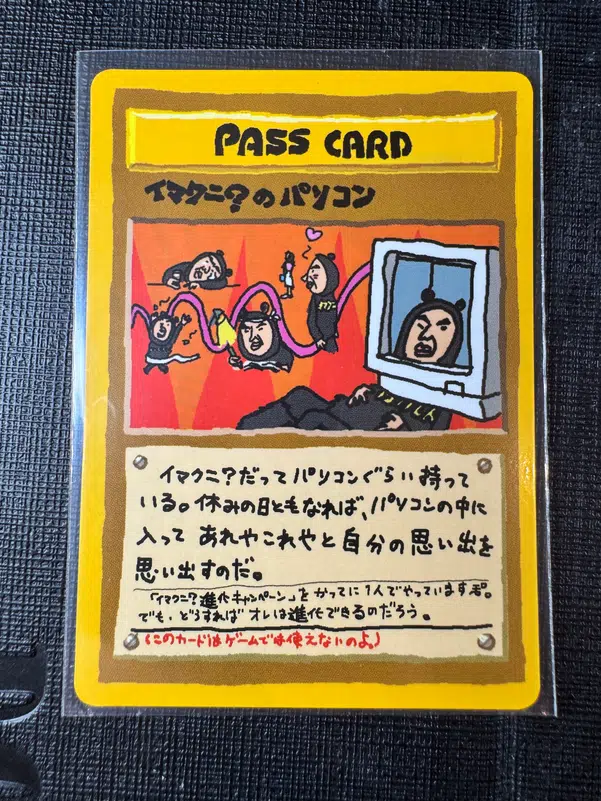 PASS CARD
イマクニ?のパソコン
イマクニ?だってパソコンぐらい持って
いる。休みの日ともなれば、パソコンの中に
入って あれやこれやと自分の思い出を
思い出すのだ。
「イマクニ?進化キャンペーン」を かってに1人でやっていますぞ。
でも、どうすれば オレは進化できるのだろう。
(このカードはゲームでは使えないのよ。)